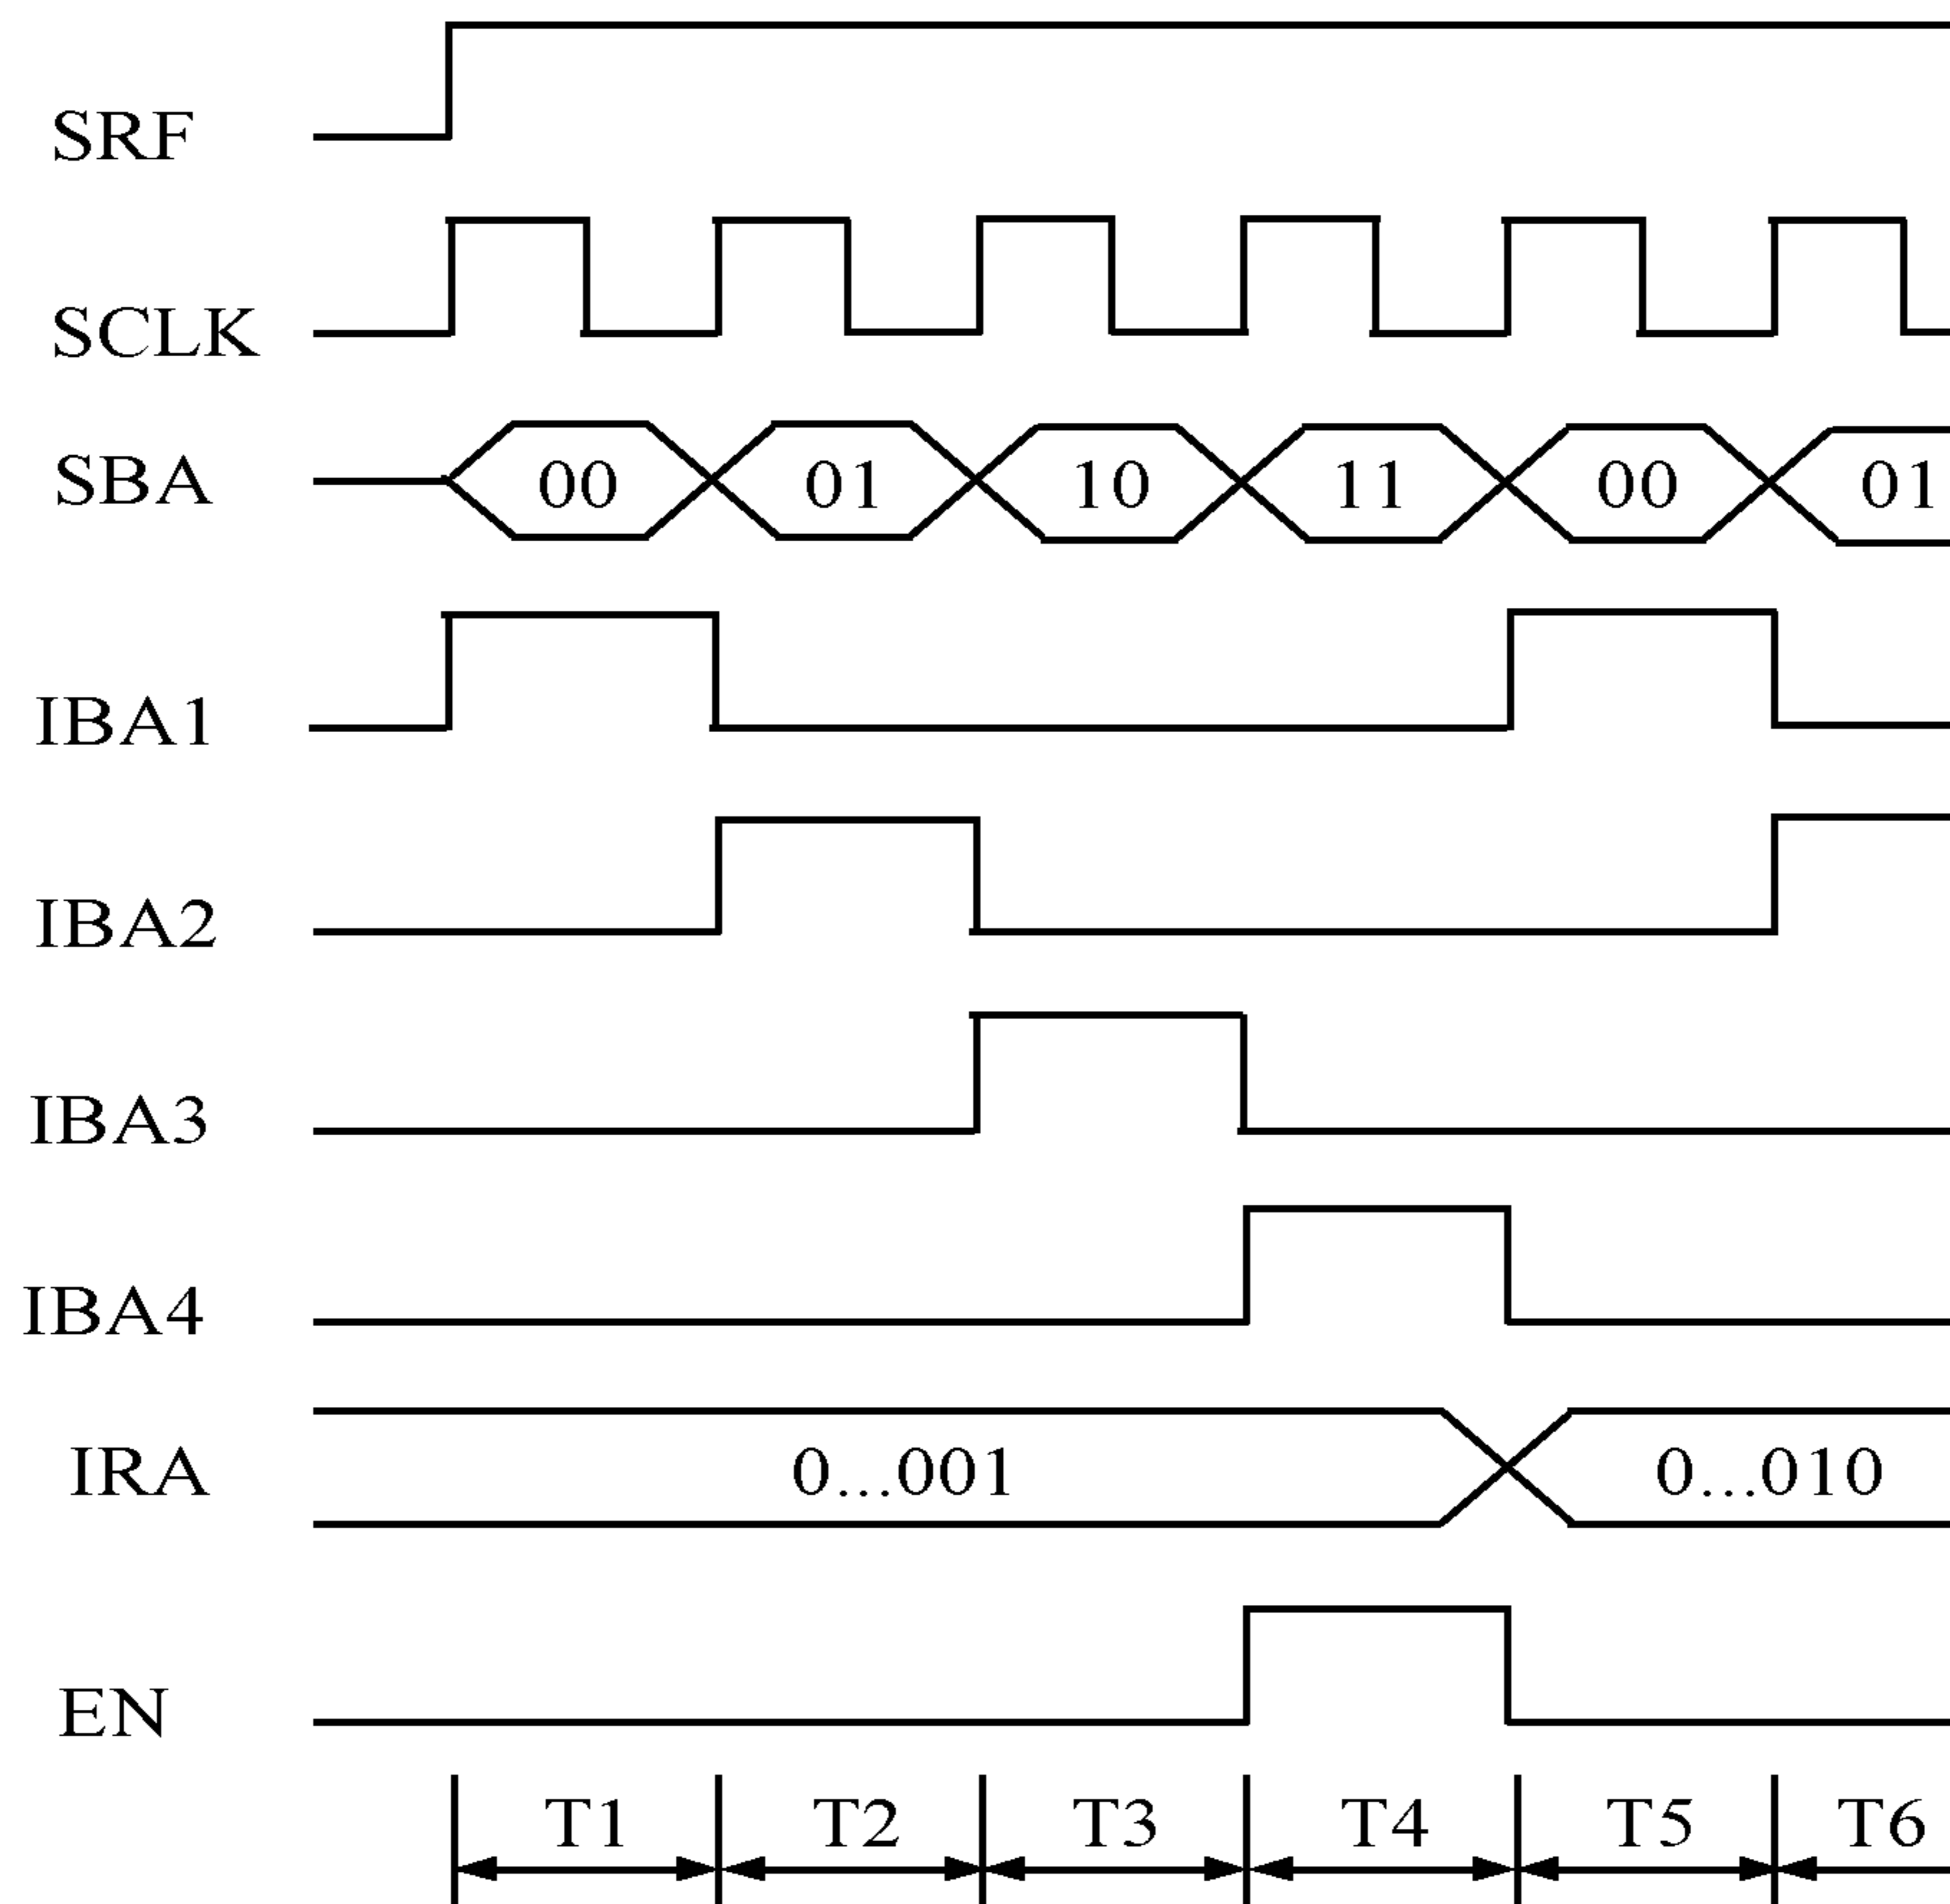 SRF
SCLK
SBA 00 01 10 11 00 01
IBA1
IBA2
IBA3
IBA4
IRA 0...001 0...010
EN
T1 T2 T3 T4 T5 T6